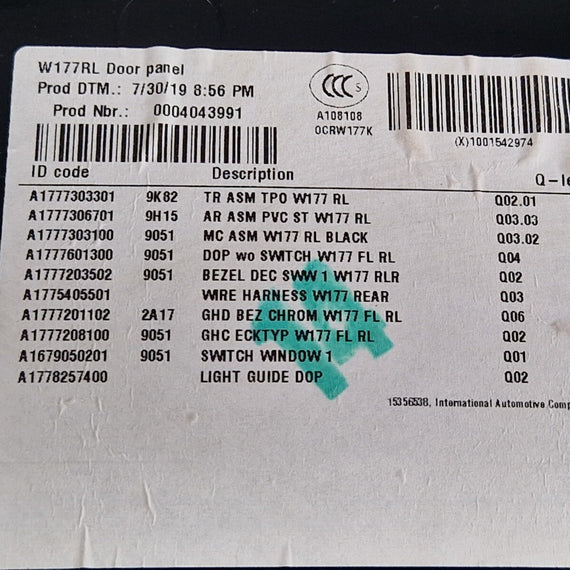 W177RL Door panel
Prod DTM.: 7/30/19 8:56 PM
Prod Nbr.: 0004043991
CCC S
A108108
0CRW177K
(X)1001542974
ID code Description Q-le
A1777303301 9K82 TR ASM TPO W177 RL Q02.01
A1777306701 9H15 AR ASM PVC ST W177 RL Q03.03
A1777303100 9051 MC ASM W177 RL BLACK Q03.02
A1777601300 9051 DOP wo SWITCH W177 FL RL Q04
A1777203502 9051 BEZEL DEC SWW 1 W177 RLR Q02
A1775405501 WIRE HARNESS W177 REAR Q03
A1777201102 2A17 GHD BEZ CHROM W177 FL RL Q06
A1777208100 9051 GHC ECKTYP W177 FL RL Q02
A1679050201 9051 SWITCH WINDOW 1 Q01
A1778257400 LIGHT GUIDE DOP Q02
15356538, International Automotive Comp